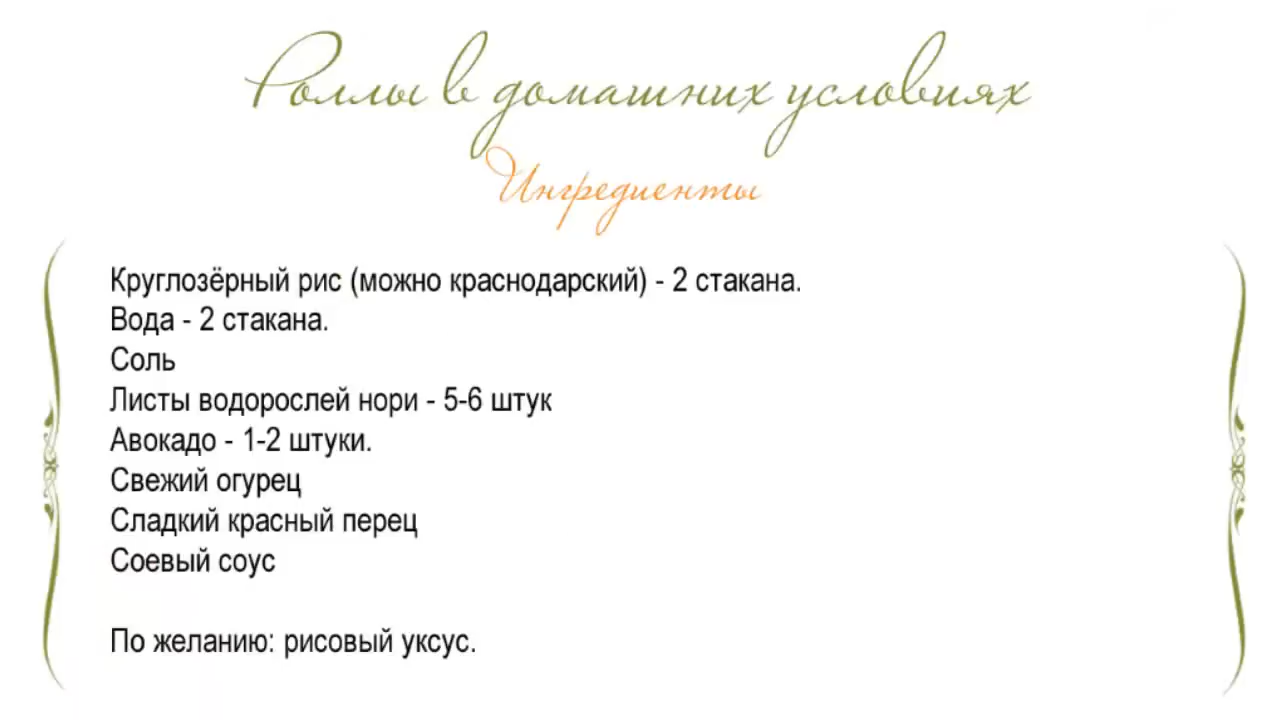 Роллы в домашних условиях
Ингредиенты
Круглозёрный рис (можно краснодарский) - 2 стакана.
Вода - 2 стакана.
Соль
Листы водорослей нори - 5-6 штук
Авокадо - 1-2 штуки.
Свежий огурец
Сладкий красный перец
Соевый соус
По желанию: рисовый уксус.